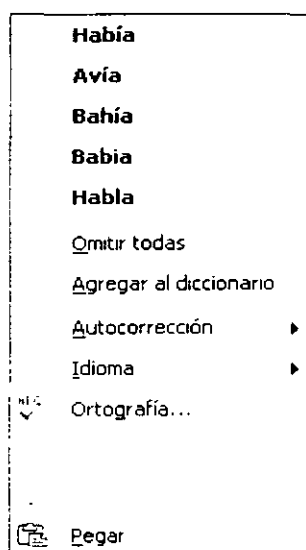 Había
Avía
Bahía
Babia
Habla
Omitir todas
Agregar al diccionario
Autocorrección
Idioma
Ortografía...
Pegar